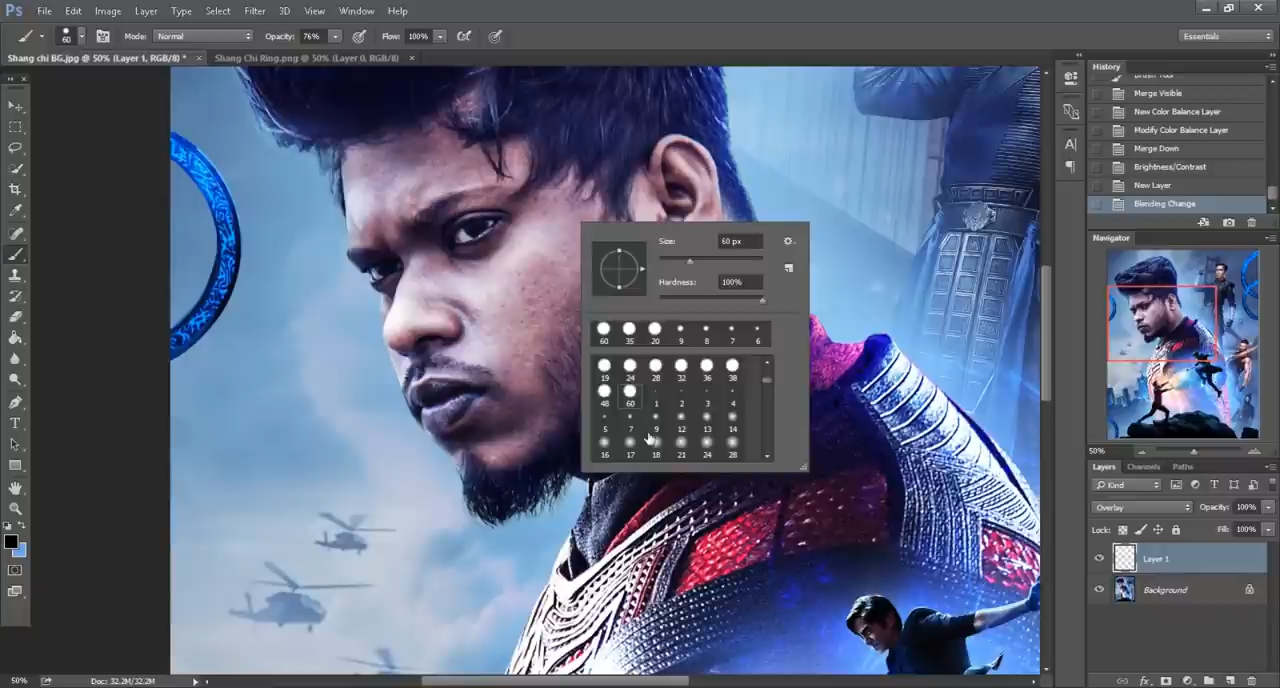 Ps File Edit Image Layer Type Select Filter 3D View Window Help
60 Mode: Normal Opacity: 76% Flow: 100% Essentials
Shang chi BG.jpg @ 50% (Layer 1, RGB/8) * × Shang Chi Ring.png @ 50% (Layer 0, RGB/8) ×
History
Brush Tool
Merge Visible
New Color Balance Layer
Modify Color Balance Layer
Merge Down
Brightness/Contrast
New Layer
Blending Change
Navigator
50%
Size: 60 px
Hardness: 100%
60 35 20 9 8 7 6
19 24 28 32 36 38
48 60 1 2 3 4
5 7 9 12 13 14
16 17 18 21 24 28
Layers Channels Paths
Kind
Overlay Opacity: 100%
Lock: Fill: 100%
Layer 1
Background
50% Doc: 32.2M/32.2M